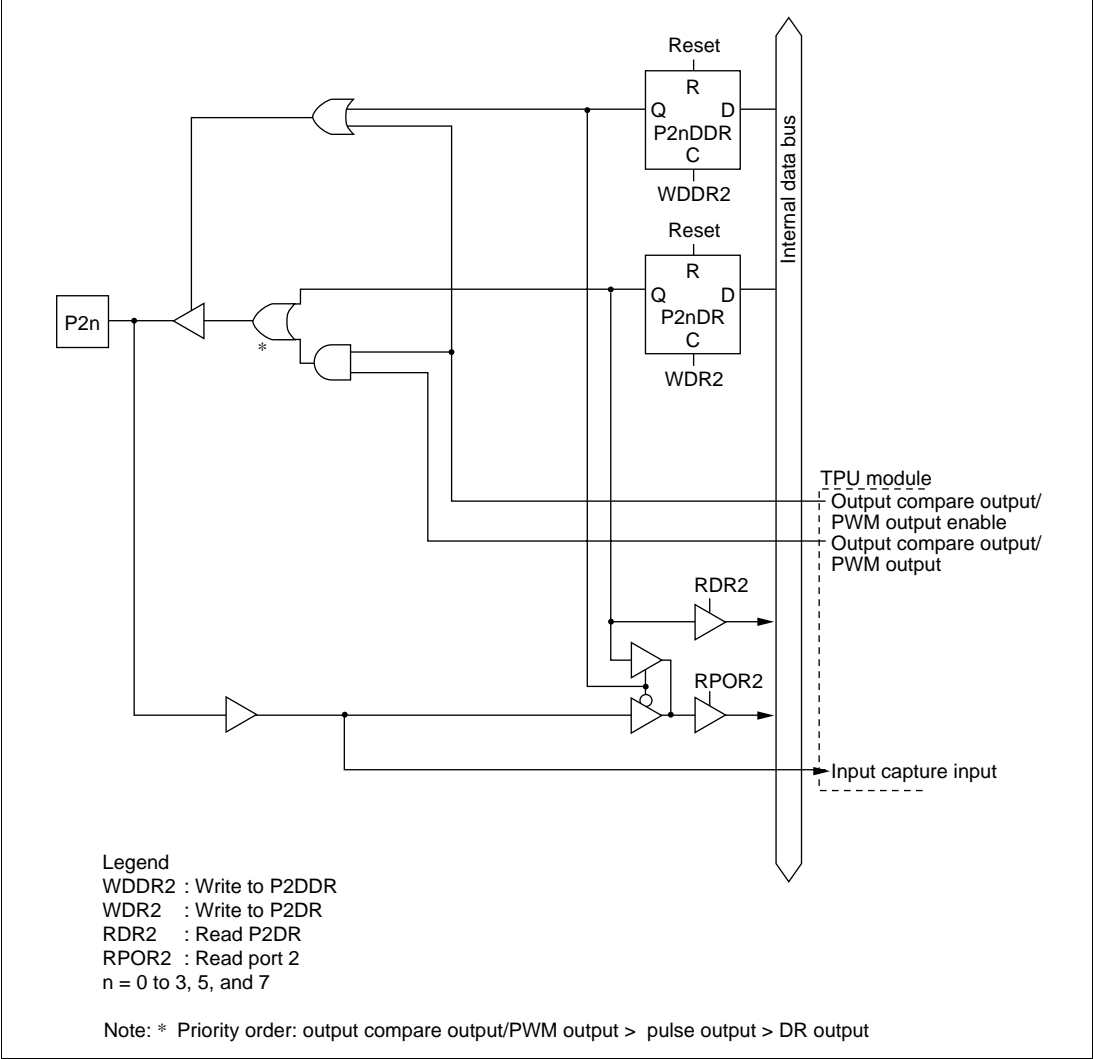 Reset
R
Q D
P2nDDR
C
WDDR2
Internal data bus
Reset
R
Q D
P2nDR
C
WDR2
P2n
*
TPU module
Output compare output/
PWM output enable
Output compare output/
PWM output
RDR2
RPOR2
Input capture input
Legend
WDDR2 : Write to P2DDR
WDR2 : Write to P2DR
RDR2 : Read P2DR
RPOR2 : Read port 2
n = 0 to 3, 5, and 7
Note: * Priority order: output compare output/PWM output > pulse output > DR output